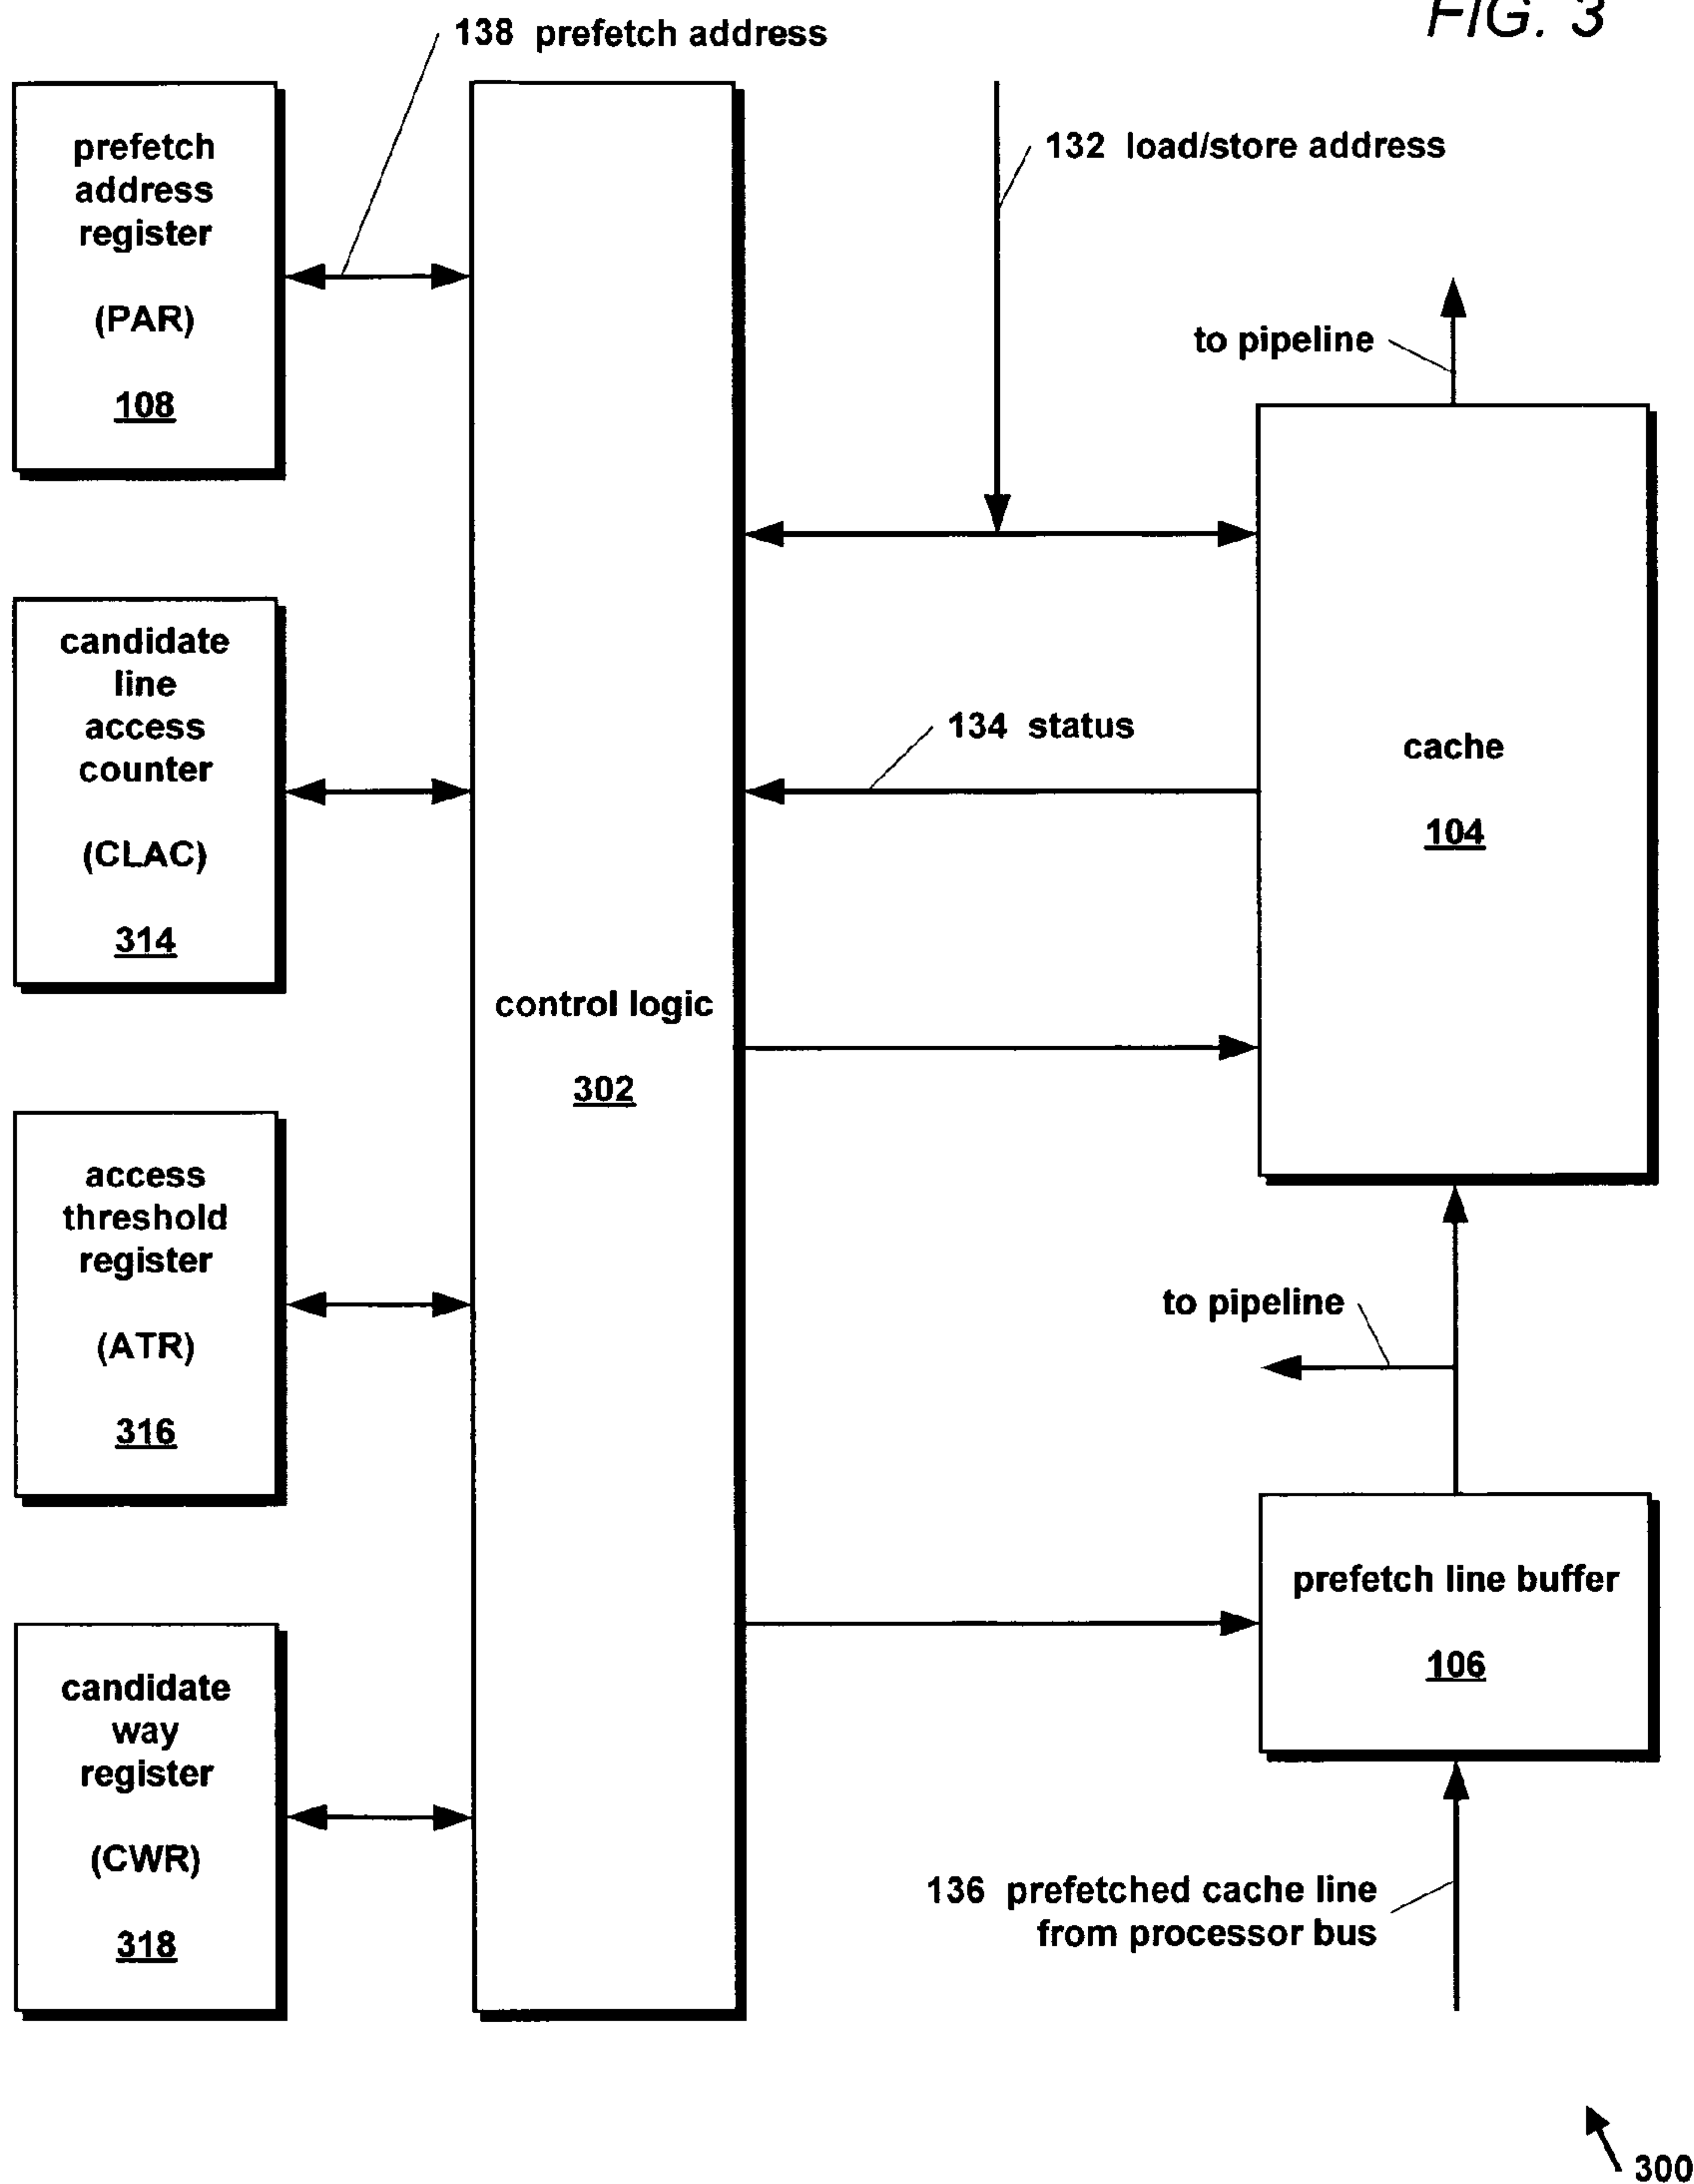 FIG. 3
138 prefetch address
prefetch
address
register
(PAR)
108
132 load/store address
to pipeline
candidate
line
access
counter
(CLAC)
314
134 status
cache
104
control logic
302
access
threshold
register
(ATR)
316
to pipeline
prefetch line buffer
106
candidate
way
register
(CWR)
318
136 prefetched cache line
from processor bus
300